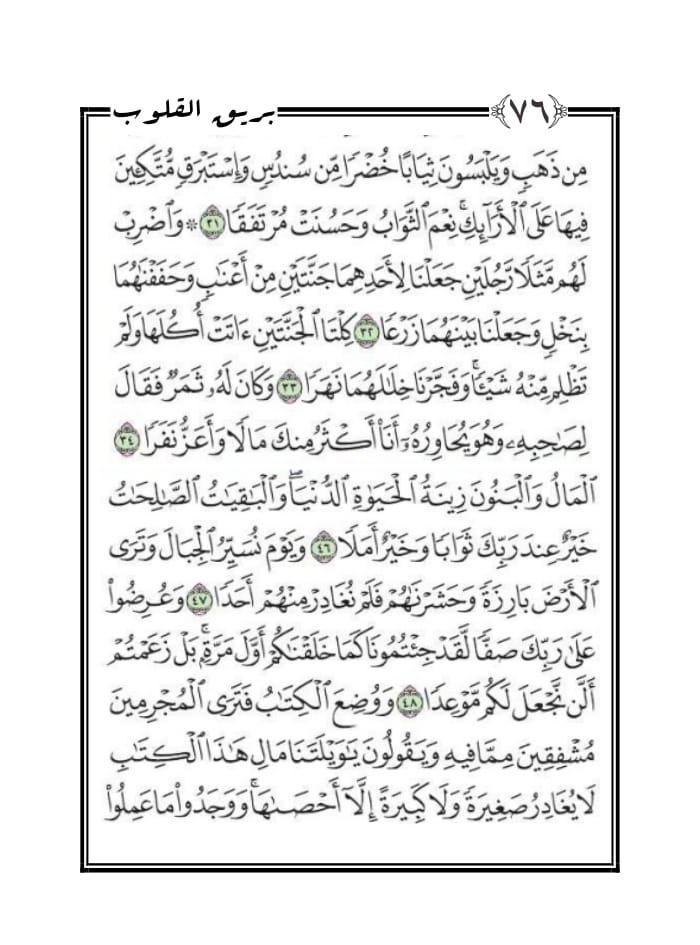 بريق القلوب ﴿٧٦﴾
مِن ذَهَبٍ وَيَلْبَسُونَ ثِيَابًا خُضْرًا مِّن سُندُسٍ وَإِسْتَبْرَقٍ مُّتَّكِـِٔينَ
فِيهَا عَلَى ٱلْأَرَآئِكِۚ نِعْمَ ٱلثَّوَابُ وَحَسُنَتْ مُرْتَفَقًا ٣١ ۞ وَٱضْرِبْ
لَهُم مَّثَلًا رَّجُلَيْنِ جَعَلْنَا لِأَحَدِهِمَا جَنَّتَيْنِ مِنْ أَعْنَٰبٍ وَحَفَفْنَٰهُمَا
بِنَخْلٍ وَجَعَلْنَا بَيْنَهُمَا زَرْعًا ٣٢ كِلْتَا ٱلْجَنَّتَيْنِ ءَاتَتْ أُكُلَهَا وَلَمْ
تَظْلِم مِّنْهُ شَيْـًٔاۚ وَفَجَّرْنَا خِلَٰلَهُمَا نَهَرًا ٣٣ وَكَانَ لَهُۥ ثَمَرٌ فَقَالَ
لِصَٰحِبِهِۦ وَهُوَ يُحَاوِرُهُۥٓ أَنَا۠ أَكْثَرُ مِنكَ مَالًا وَأَعَزُّ نَفَرًا ٣٤
ٱلْمَالُ وَٱلْبَنُونَ زِينَةُ ٱلْحَيَوٰةِ ٱلدُّنْيَاۖ وَٱلْبَٰقِيَٰتُ ٱلصَّٰلِحَٰتُ
خَيْرٌ عِندَ رَبِّكَ ثَوَابًا وَخَيْرٌ أَمَلًا ٤٦ وَيَوْمَ نُسَيِّرُ ٱلْجِبَالَ وَتَرَى
ٱلْأَرْضَ بَارِزَةً وَحَشَرْنَٰهُمْ فَلَمْ نُغَادِرْ مِنْهُمْ أَحَدًا ٤٧ وَعُرِضُوا۟
عَلَىٰ رَبِّكَ صَفًّا لَّقَدْ جِئْتُمُونَا كَمَا خَلَقْنَٰكُمْ أَوَّلَ مَرَّةٍۚ بَلْ زَعَمْتُمْ
أَلَّن نَّجْعَلَ لَكُم مَّوْعِدًا ٤٨ وَوُضِعَ ٱلْكِتَٰبُ فَتَرَى ٱلْمُجْرِمِينَ
مُشْفِقِينَ مِمَّا فِيهِ وَيَقُولُونَ يَٰوَيْلَتَنَا مَالِ هَٰذَا ٱلْكِتَٰبِ
لَا يُغَادِرُ صَغِيرَةً وَلَا كَبِيرَةً إِلَّآ أَحْصَىٰهَاۚ وَوَجَدُوا۟ مَا عَمِلُوا۟